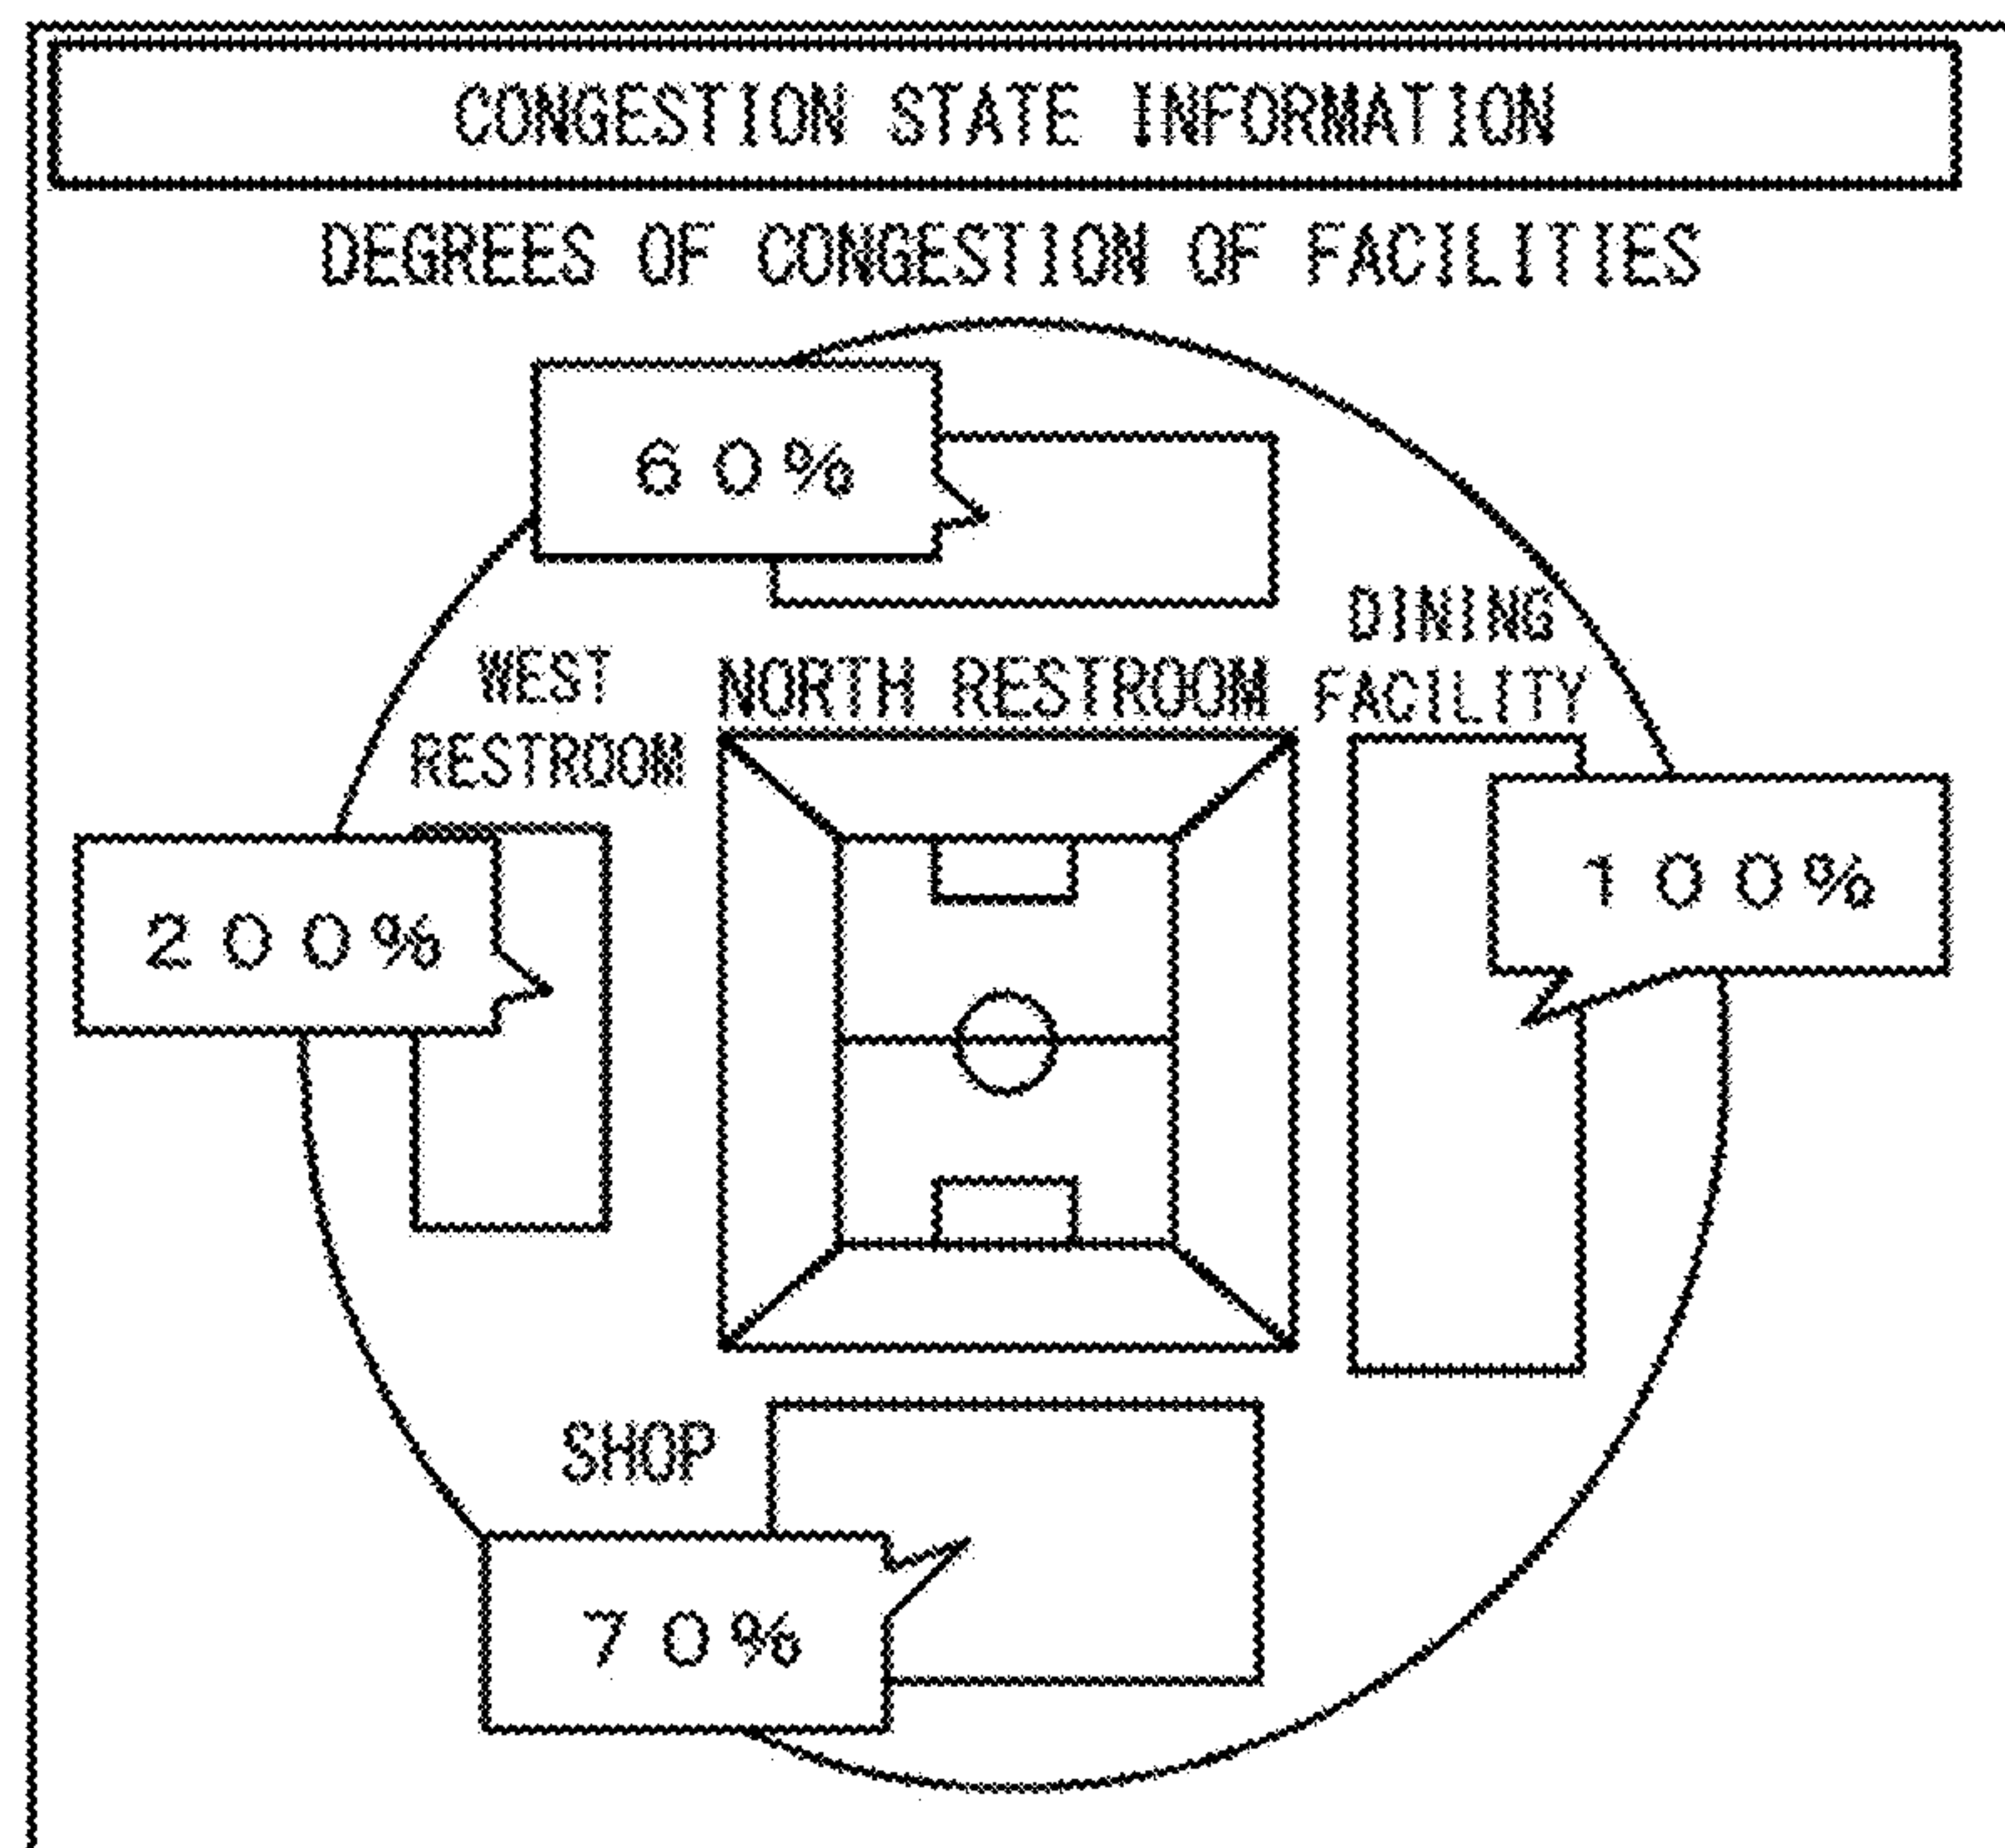 CONGESTION STATE INFORMATION
DEGREES OF CONGESTION OF FACILITIES
60%
DINING
FACILITY
WEST
RESTROOM
NORTH RESTROOM
100%
200%
SHOP
70%